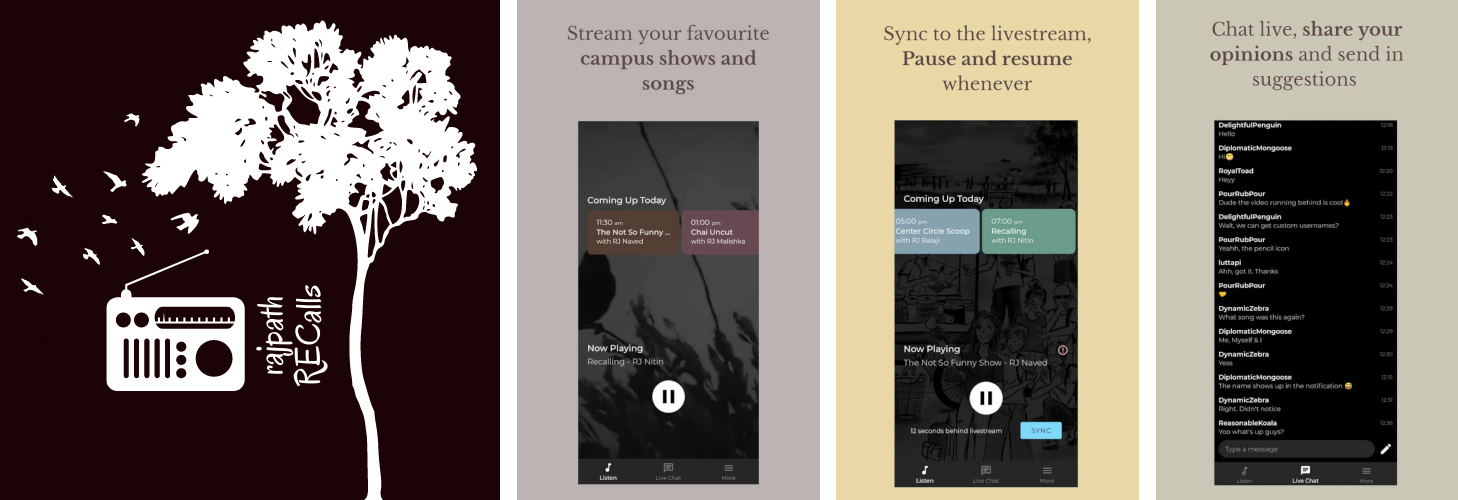 rajpath
RECalls
Stream your favourite
campus shows and
songs
Coming Up Today
11:30 am
The Not So Funny ...
with RJ Naved
01:00 pm
Chai Uncut
with RJ Malishka
Now Playing
Recalling - RJ Nitin
Listen
Live Chat
More
Sync to the livestream,
Pause and resume
whenever
Coming Up Today
05:00 pm
Center Circle Scoop
with RJ Balaji
07:00 pm
Recalling
with RJ Nitin
Now Playing
The Not So Funny Show - RJ Naved
12 seconds behind livestream
SYNC
Listen
Live Chat
More
Chat live, share your
opinions and send in
suggestions
DelightfulPenguin 12:18
Hello
DiplomaticMongoose 12:19
Hi🤔
RoyalToad 12:20
Heyy
PourRubPour 12:22
Dude the video running behind is cool🔥
DelightfulPenguin 12:23
Wait, we can get custom usernames?
PourRubPour 12:23
Yeahh, the pencil icon
luttapi 12:24
Ahh, got it. Thanks
PourRubPour 12:24
🤝
DynamicZebra 12:29
What song was this again?
DiplomaticMongoose 12:29
Me, Myself & I
DynamicZebra 12:30
Yess
DiplomaticMongoose 12:31
The name shows up in the notification 😅
DynamicZebra 12:31
Right. Didn't notice
ReasonableKoala 12:36
Yoo what's up guys?
Type a message
Listen
Live Chat
More